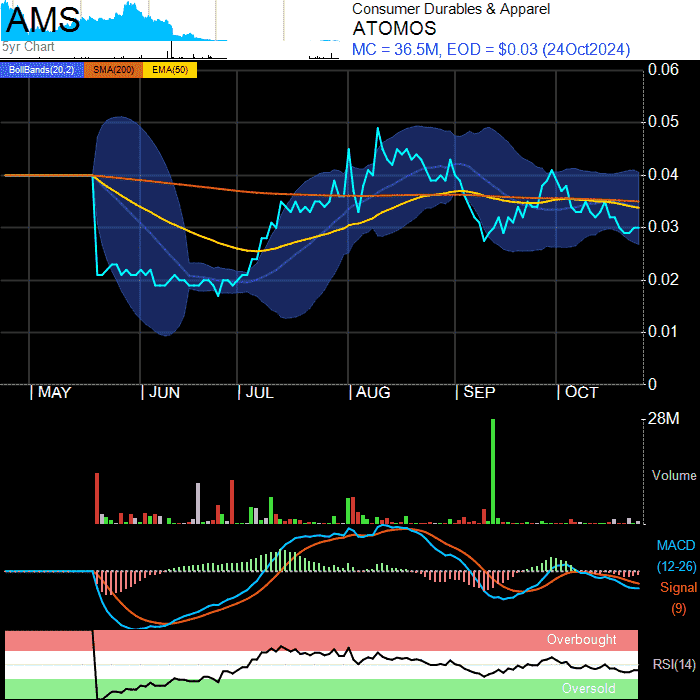 AMS
5yr Chart
Consumer Durables & Apparel
ATOMOS
MC = 36.5M, EOD = $0.03 (24Oct2024)
BollBands(20,2) SMA(200) EMA(50)
0.06
0.05
0.04
0.03
0.02
0.01
0
MAY JUN JUL AUG SEP OCT
28M
Volume
MACD
(12-26)
Signal
(9)
Overbought
RSI(14)
Oversold